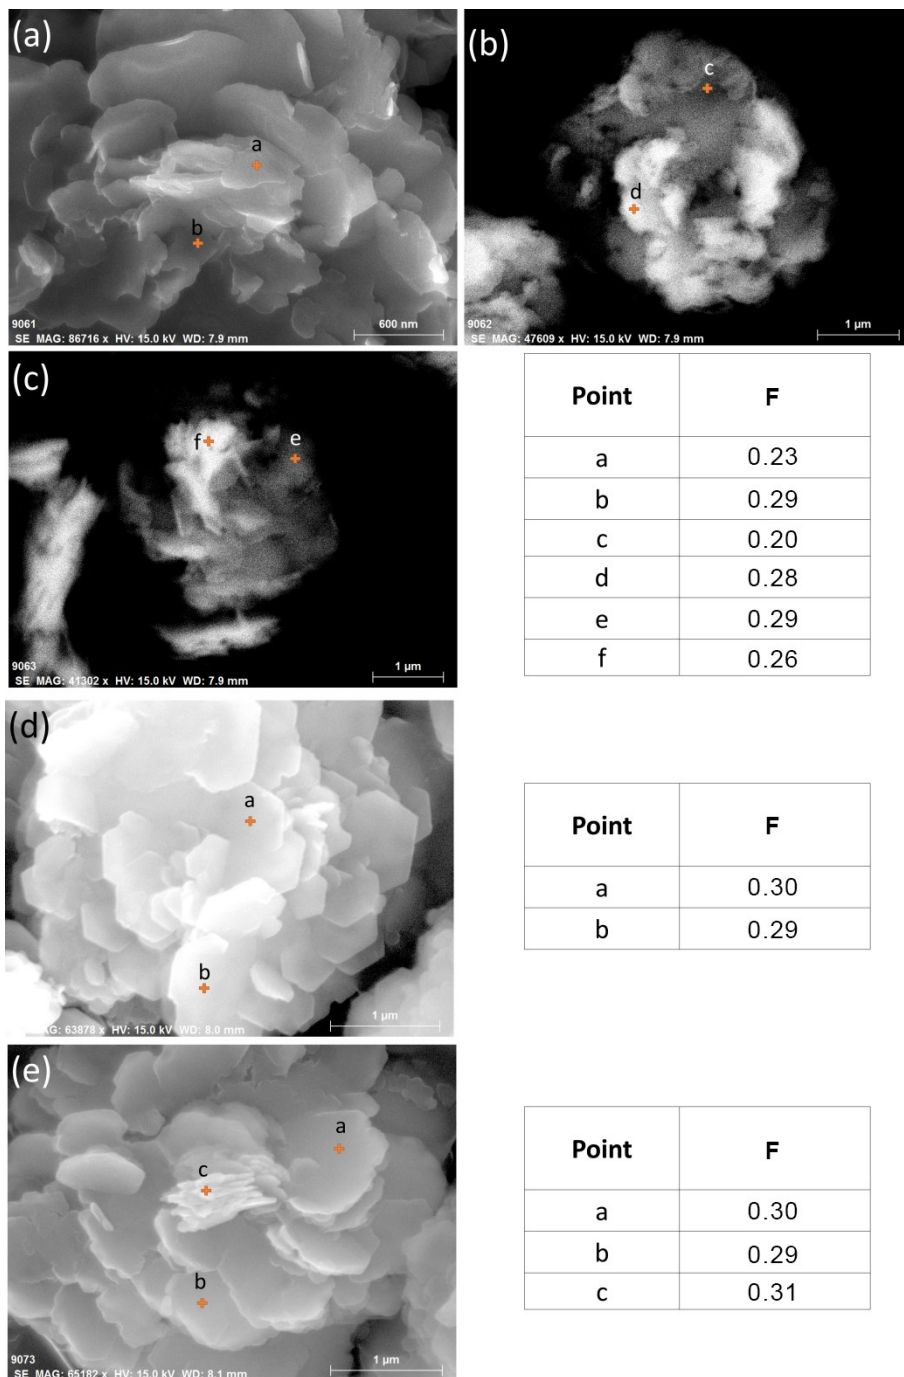 (a)
a
b
9061
SE MAG: 86716 x HV: 15.0 kV WD: 7.9 mm
600 nm
(b)
c
d
9062
SE MAG: 47609 x HV: 15.0 kV WD: 7.9 mm
1 µm
(c)
f
e
9063
SE MAG: 41302 x HV: 15.0 kV WD: 7.9 mm
1 µm
Point F
a 0.23
b 0.29
c 0.20
d 0.28
e 0.29
f 0.26
(d)
a
b
MAG: 63878 x HV: 15.0 kV WD: 8.0 mm
1 µm
Point F
a 0.30
b 0.29
(e)
a
c
b
9073
SE MAG: 65182 x HV: 15.0 kV WD: 8.1 mm
1 µm
Point F
a 0.30
b 0.29
c 0.31